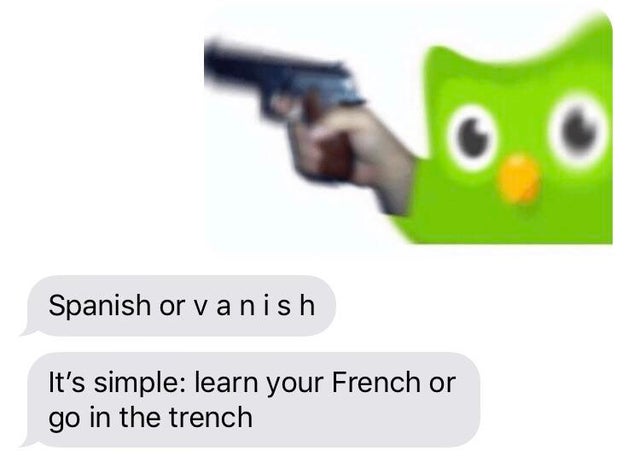 Spanish or v a n i s h
It’s simple: learn your French or
go in the trench